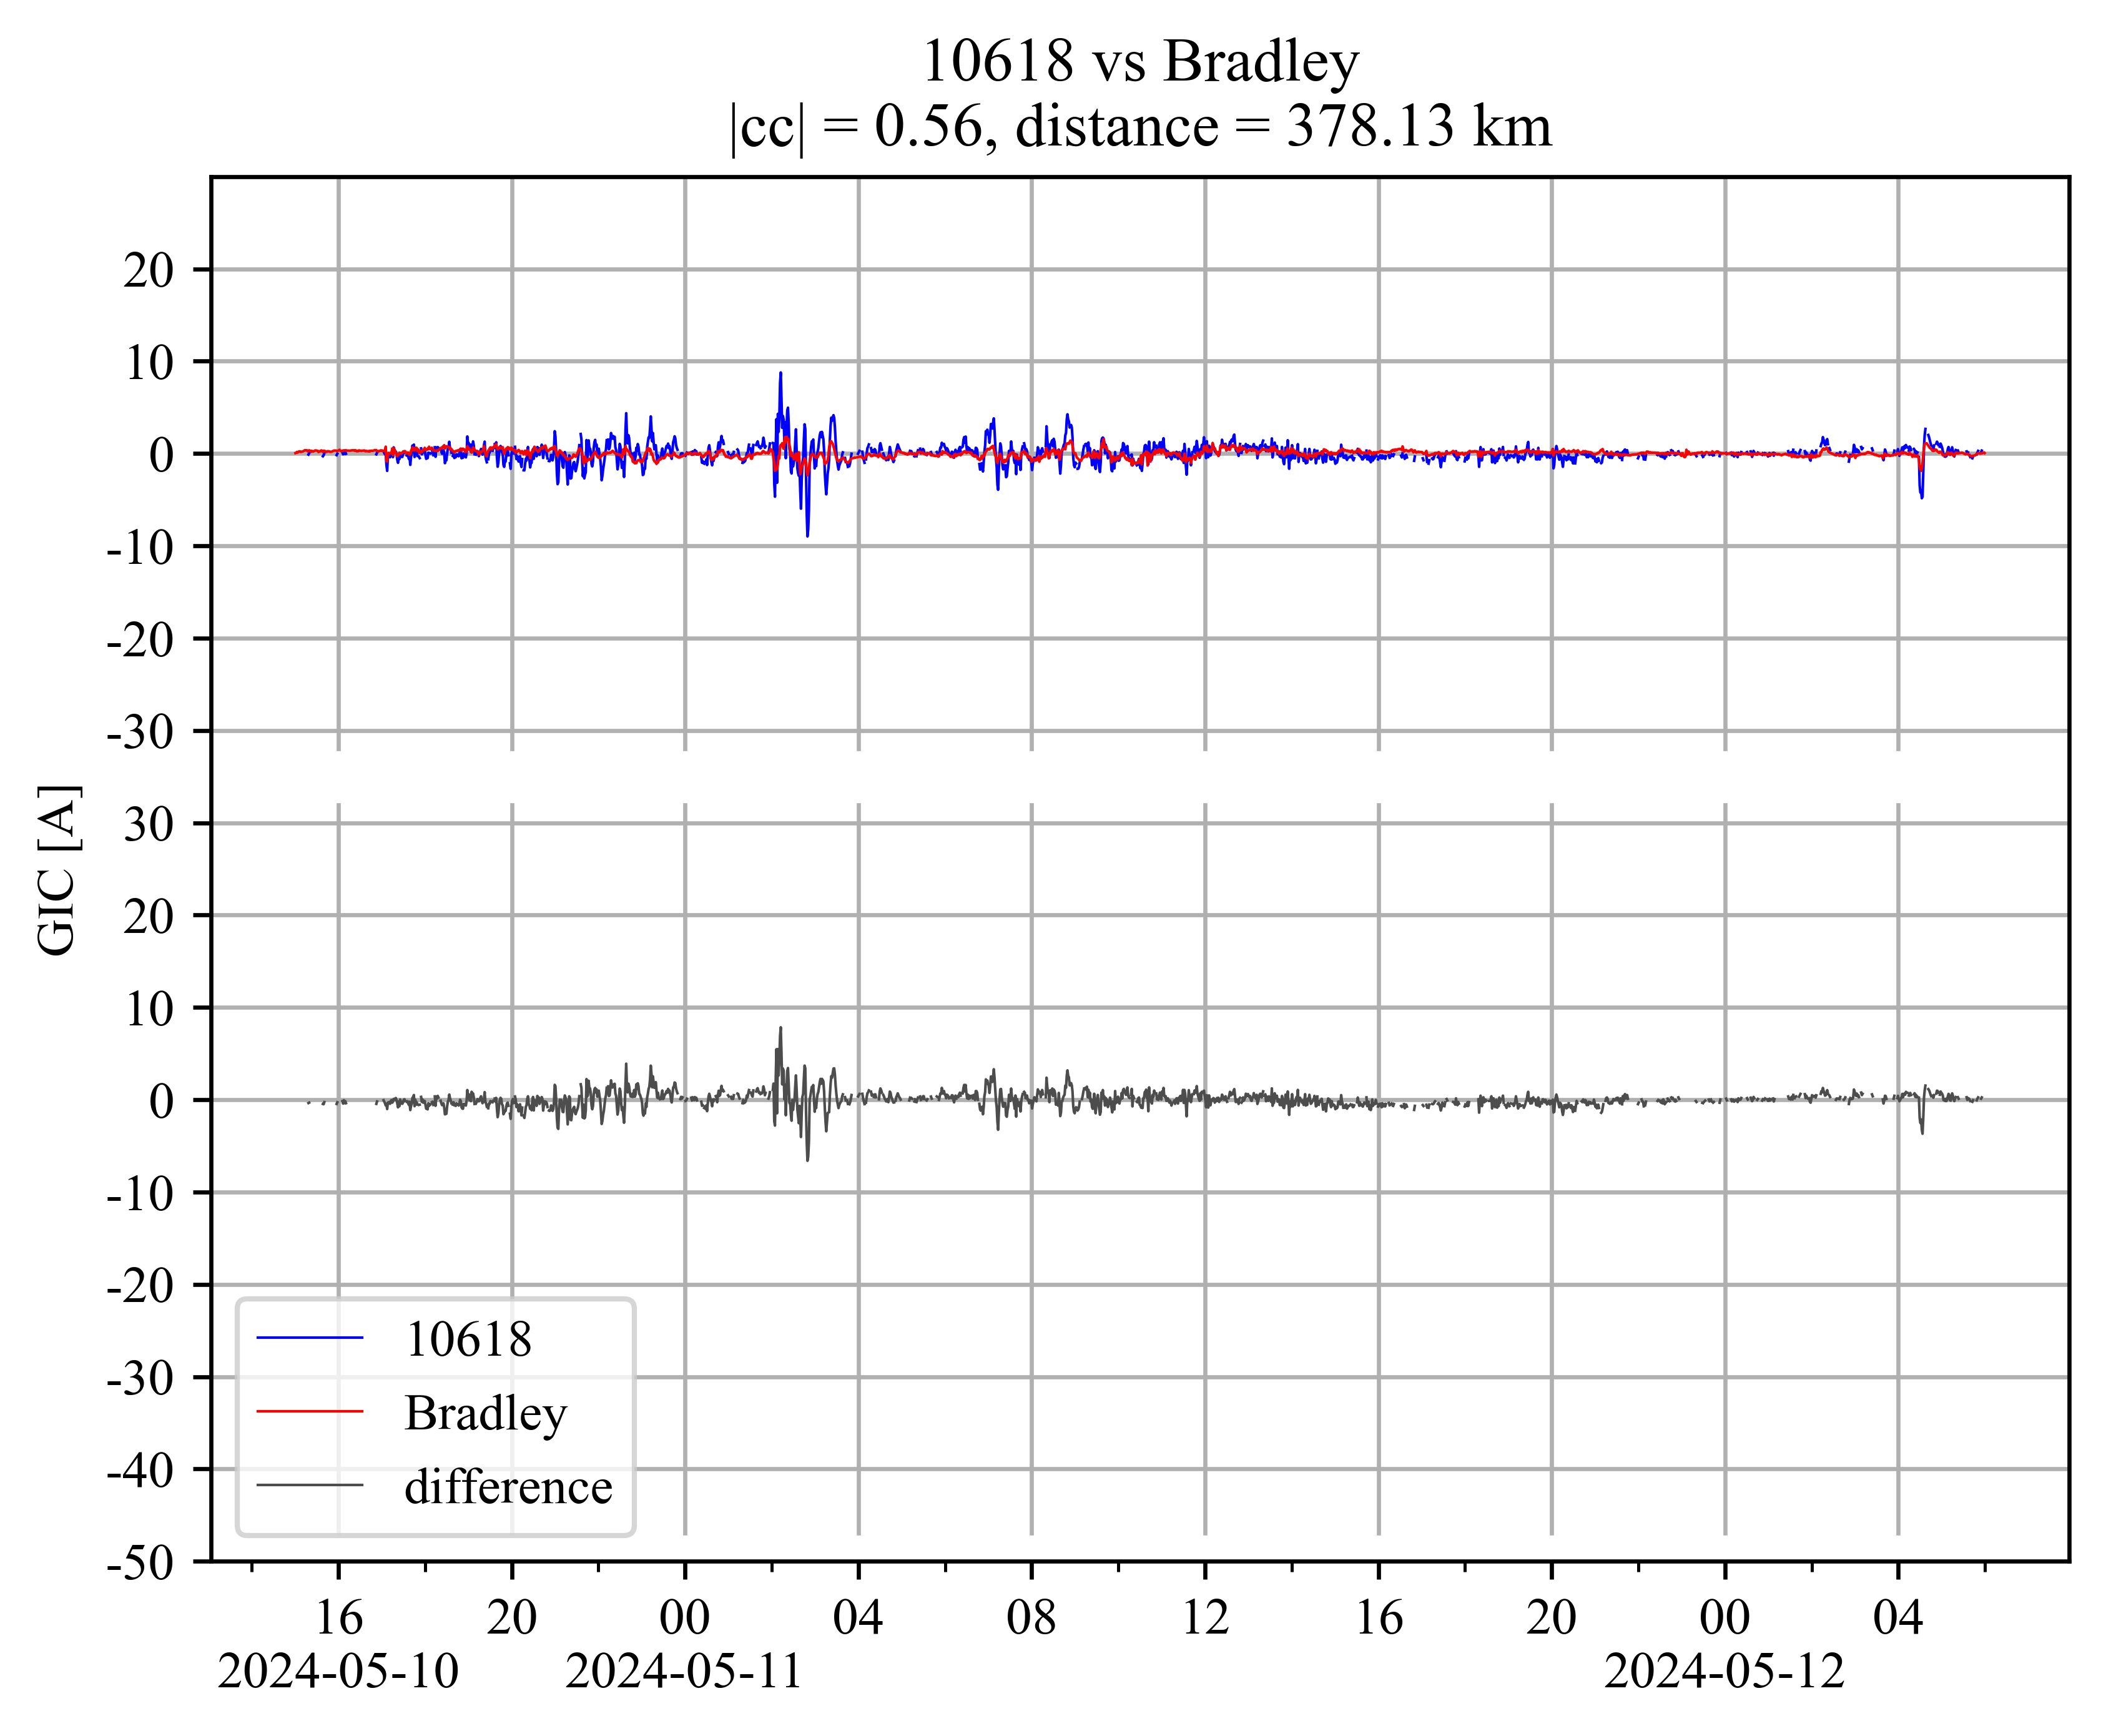 10618 vs Bradley
|cc| = 0.56, distance = 378.13 km
20
10
0
-10
-20
-30
30
20
10
0
-10
-20
-30
-40
-50
GIC [A]
10618
Bradley
difference
16 20 00 04 08 12 16 20 00 04
2024-05-10 2024-05-11 2024-05-12